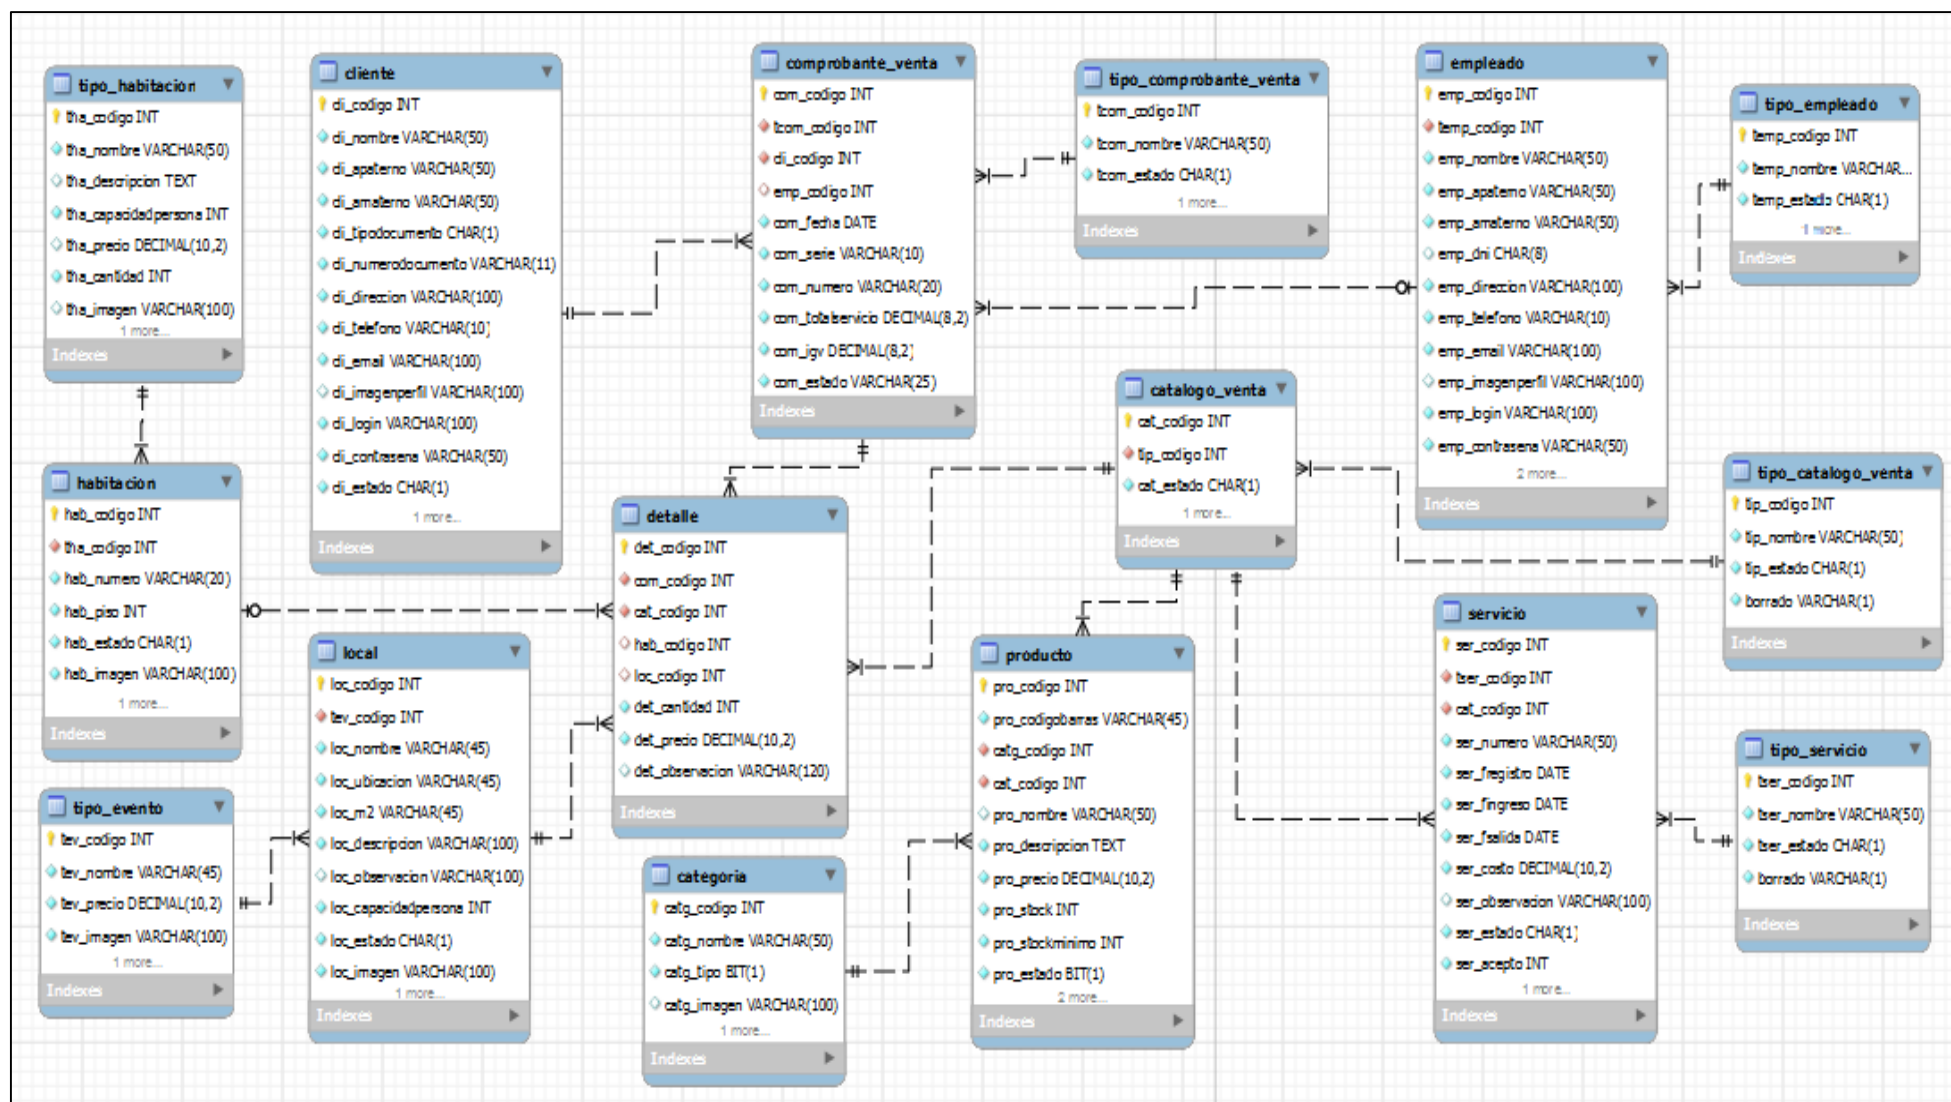 tipo_habitacion
tha_codigo INT
tha_nombre VARCHAR(50)
tha_descripcion TEXT
tha_capacidadpersona INT
tha_precio DECIMAL(10,2)
tha_cantidad INT
tha_imagen VARCHAR(100)
1 more...
Indexes
cliente
cli_codigo INT
cli_nombre VARCHAR(50)
cli_apaterno VARCHAR(50)
cli_amaterno VARCHAR(50)
cli_tipodocumento CHAR(1)
cli_numerodocumento VARCHAR(11)
cli_direccion VARCHAR(100)
cli_telefono VARCHAR(10)
cli_email VARCHAR(100)
cli_imagenperfil VARCHAR(100)
cli_login VARCHAR(100)
cli_contrasena VARCHAR(50)
cli_estado CHAR(1)
1 more...
Indexes
comprobante_venta
com_codigo INT
tcom_codigo INT
cli_codigo INT
emp_codigo INT
com_fecha DATE
com_serie VARCHAR(10)
com_numero VARCHAR(20)
com_totalservicio DECIMAL(8,2)
com_igv DECIMAL(8,2)
com_estado VARCHAR(25)
Indexes
tipo_comprobante_venta
tcom_codigo INT
tcom_nombre VARCHAR(50)
tcom_estado CHAR(1)
1 more...
Indexes
empleado
emp_codigo INT
temp_codigo INT
emp_nombre VARCHAR(50)
emp_apaterno VARCHAR(50)
emp_amaterno VARCHAR(50)
emp_dni CHAR(8)
emp_direccion VARCHAR(100)
emp_telefono VARCHAR(10)
emp_email VARCHAR(100)
emp_imagenperfil VARCHAR(100)
emp_login VARCHAR(100)
emp_contrasena VARCHAR(50)
2 more...
Indexes
tipo_empleado
temp_codigo INT
temp_nombre VARCHAR...
temp_estado CHAR(1)
1 more...
Indexes
habitacion
hab_codigo INT
tha_codigo INT
hab_numero VARCHAR(20)
hab_piso INT
hab_estado CHAR(1)
hab_imagen VARCHAR(100)
1 more...
Indexes
detalle
det_codigo INT
com_codigo INT
cat_codigo INT
hab_codigo INT
loc_codigo INT
det_cantidad INT
det_precio DECIMAL(10,2)
det_observacion VARCHAR(120)
Indexes
catalogo_venta
cat_codigo INT
tip_codigo INT
cat_estado CHAR(1)
1 more...
Indexes
tipo_catalogo_venta
tip_codigo INT
tip_nombre VARCHAR(50)
tip_estado CHAR(1)
borrado VARCHAR(1)
Indexes
local
loc_codigo INT
tev_codigo INT
loc_nombre VARCHAR(45)
loc_ubicacion VARCHAR(45)
loc_m2 VARCHAR(45)
loc_descripcion VARCHAR(100)
loc_observacion VARCHAR(100)
loc_capacidadpersona INT
loc_estado CHAR(1)
loc_imagen VARCHAR(100)
1 more...
Indexes
producto
pro_codigo INT
pro_codigobarras VARCHAR(45)
catg_codigo INT
cat_codigo INT
pro_nombre VARCHAR(50)
pro_descripcion TEXT
pro_precio DECIMAL(10,2)
pro_stock INT
pro_stockminimo INT
pro_estado BIT(1)
2 more...
Indexes
servicio
ser_codigo INT
tser_codigo INT
cat_codigo INT
ser_numero VARCHAR(50)
ser_fregistro DATE
ser_fingreso DATE
ser_fsalida DATE
ser_costo DECIMAL(10,2)
ser_observacion VARCHAR(100)
ser_estado CHAR(1)
ser_acepto INT
1 more...
Indexes
tipo_servicio
tser_codigo INT
tser_nombre VARCHAR(50)
tser_estado CHAR(1)
borrado VARCHAR(1)
Indexes
tipo_evento
tev_codigo INT
tev_nombre VARCHAR(45)
tev_precio DECIMAL(10,2)
tev_imagen VARCHAR(100)
1 more...
Indexes
categoria
catg_codigo INT
catg_nombre VARCHAR(50)
catg_tipo BIT(1)
catg_imagen VARCHAR(100)
1 more...
Indexes